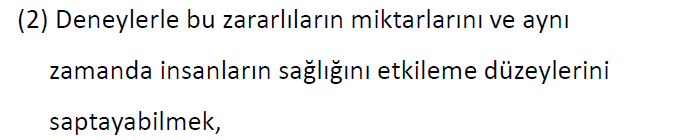 (2) Deneylerle bu zararlıların miktarlarını ve aynı
zamanda insanların sağlığını etkileme düzeylerini
saptayabilmek,